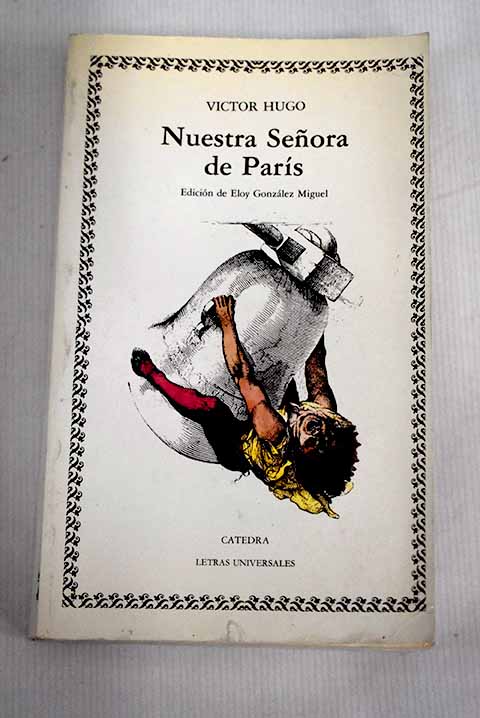 VICTOR HUGO
Nuestra Señora
de París
Edición de Eloy González Miguel
CATEDRA
LETRAS UNIVERSALES